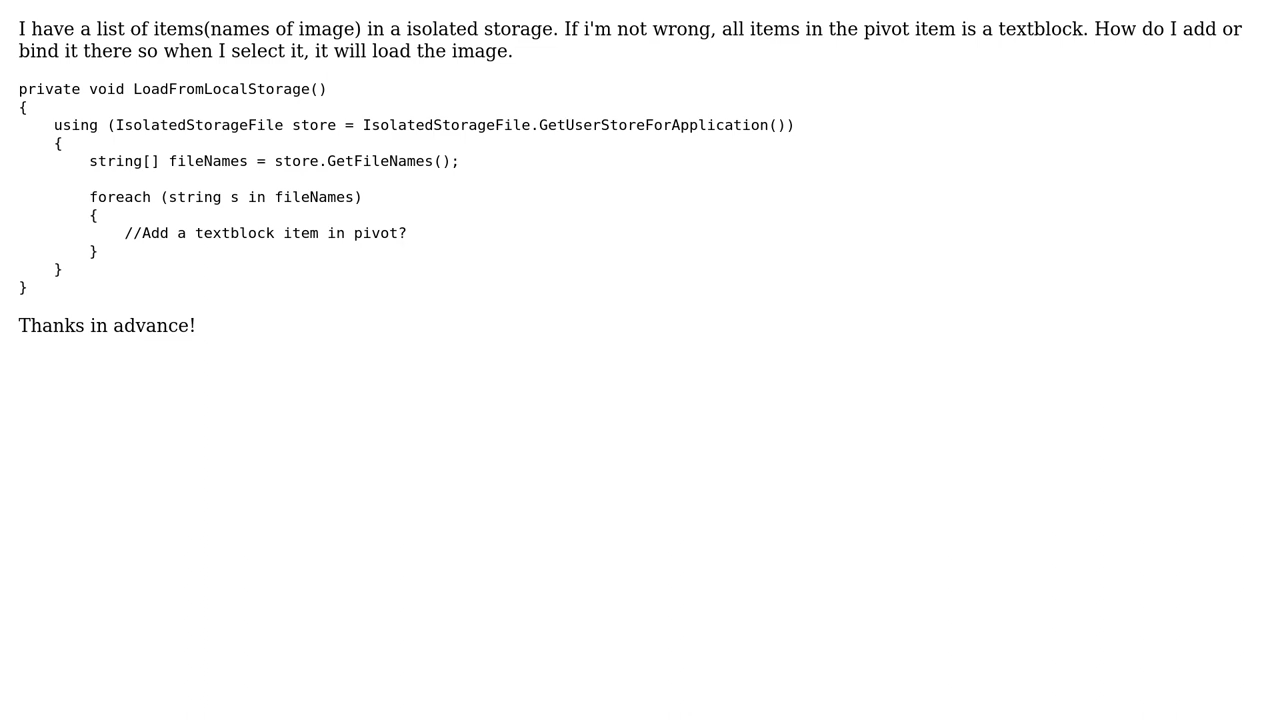 I have a list of items(names of image) in a isolated storage. If i'm not wrong, all items in the pivot item is a textblock. How do I add or
bind it there so when I select it, it will load the image.
private void LoadFromLocalStorage()
{
    using (IsolatedStorageFile store = IsolatedStorageFile.GetUserStoreForApplication())
    {
        string[] fileNames = store.GetFileNames();
        foreach (string s in fileNames)
        {
            //Add a textblock item in pivot?
        }
    }
}
Thanks in advance!